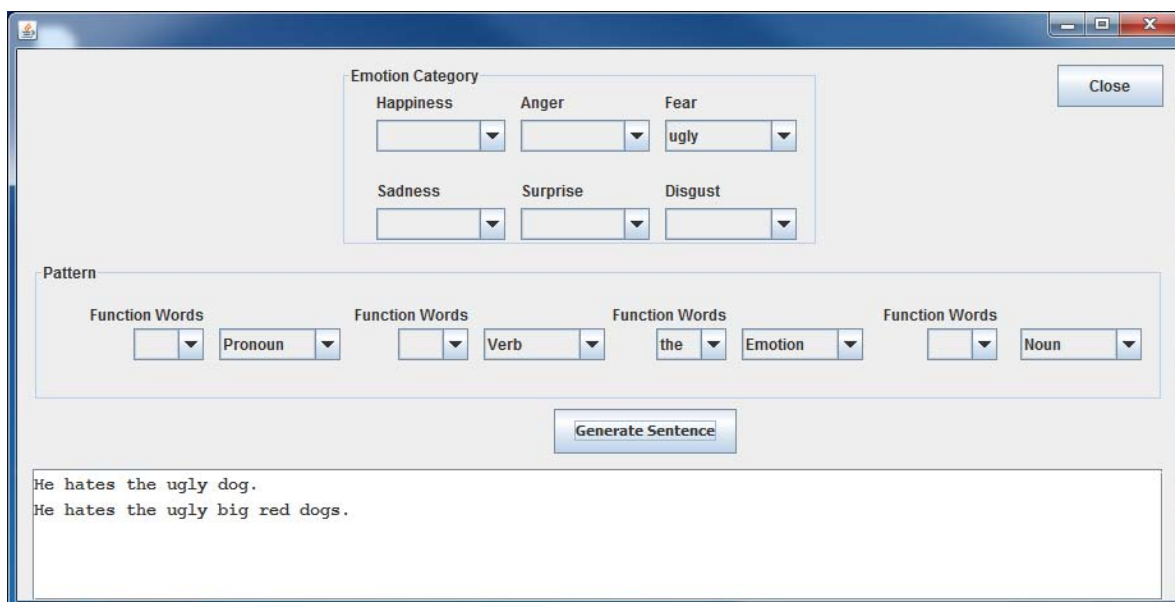 Emotion Category
Close
Happiness Anger Fear
ugly
Sadness Surprise Disgust
Pattern
Function Words Function Words Function Words Function Words
Pronoun Verb the Emotion Noun
Generate Sentence
He hates the ugly dog.
He hates the ugly big red dogs.